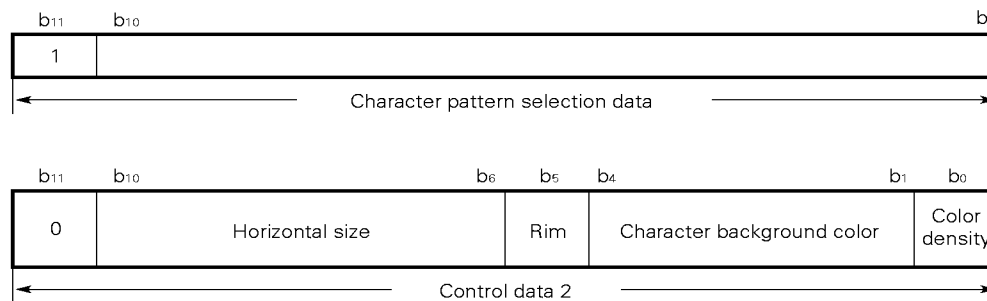 b11 b10 b
1
Character pattern selection data
b11 b10 b6 b5 b4 b1 b0
0 Horizontal size Rim Character background color Color density
Control data 2